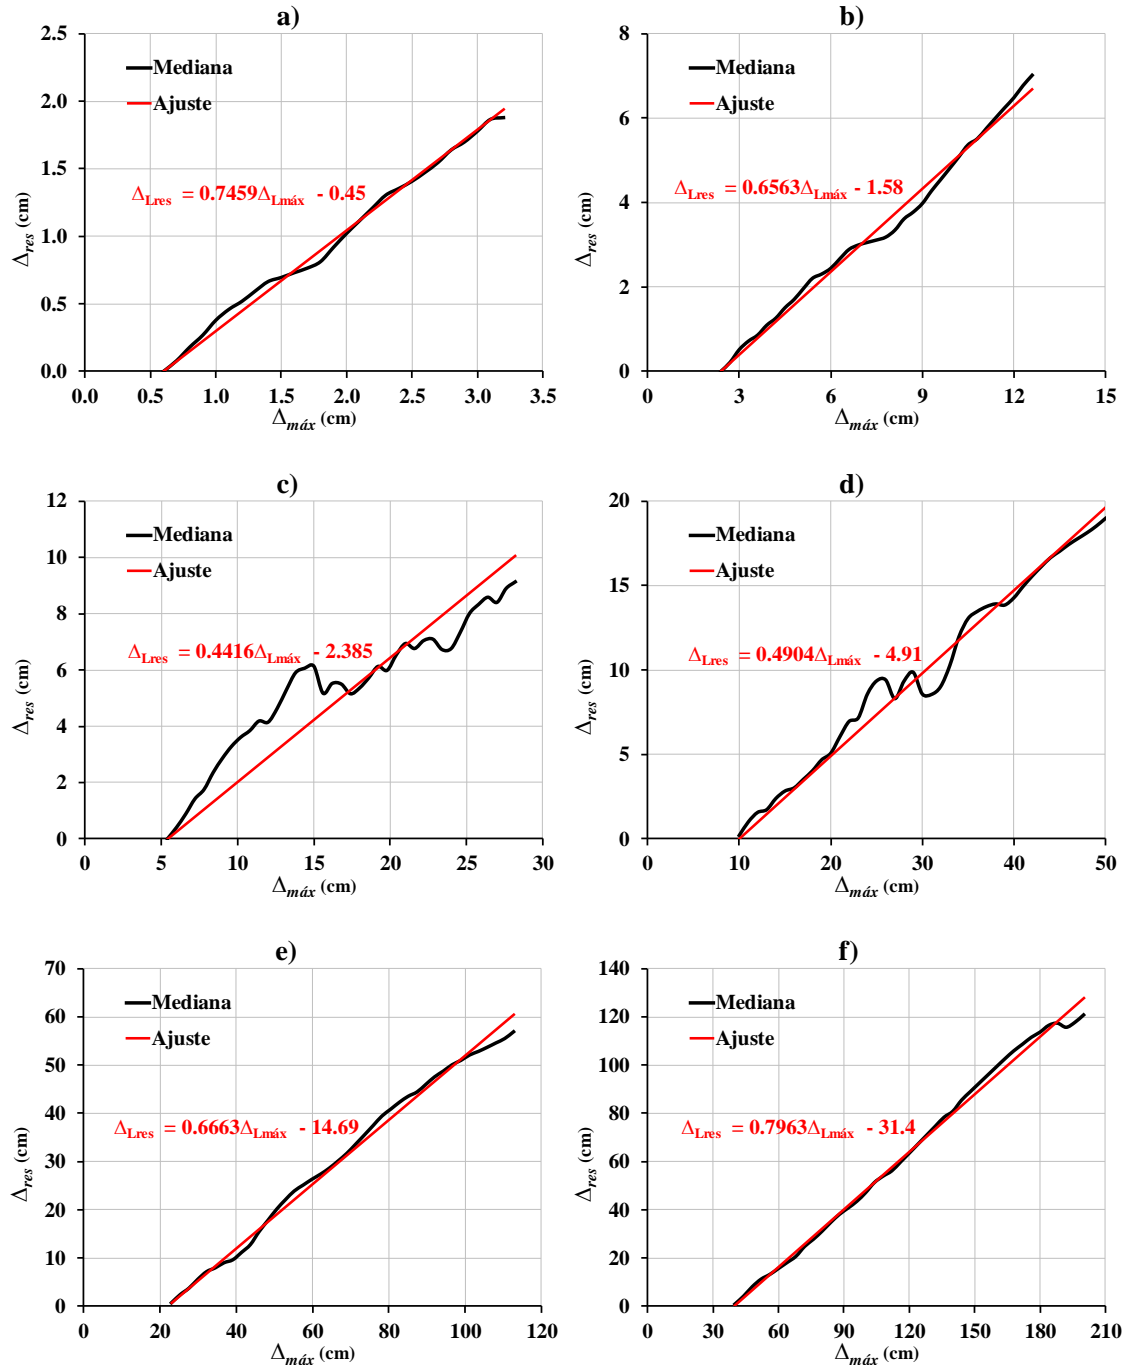 a)
2.5
2.0
1.5
1.0
0.5
0.0
Δres (cm)
Mediana
Ajuste
ΔLres = 0.7459ΔLmáx - 0.45
0.0 0.5 1.0 1.5 2.0 2.5 3.0 3.5
Δmáx (cm)
b)
8
6
4
2
0
Δres (cm)
Mediana
Ajuste
ΔLres = 0.6563ΔLmáx - 1.58
0 3 6 9 12 15
Δmáx (cm)
c)
12
10
8
6
4
2
0
Δres (cm)
Mediana
Ajuste
ΔLres = 0.4416ΔLmáx - 2.385
0 5 10 15 20 25 30
Δmáx (cm)
d)
20
15
10
5
0
Δres (cm)
Mediana
Ajuste
ΔLres = 0.4904ΔLmáx - 4.91
0 10 20 30 40 50
Δmáx (cm)
e)
70
60
50
40
30
20
10
0
Δres (cm)
Mediana
Ajuste
ΔLres = 0.6663ΔLmáx - 14.69
0 20 40 60 80 100 120
Δmáx (cm)
f)
140
120
100
80
60
40
20
0
Δres (cm)
Mediana
Ajuste
ΔLres = 0.7963ΔLmáx - 31.4
0 30 60 90 120 150 180 210
Δmáx (cm)